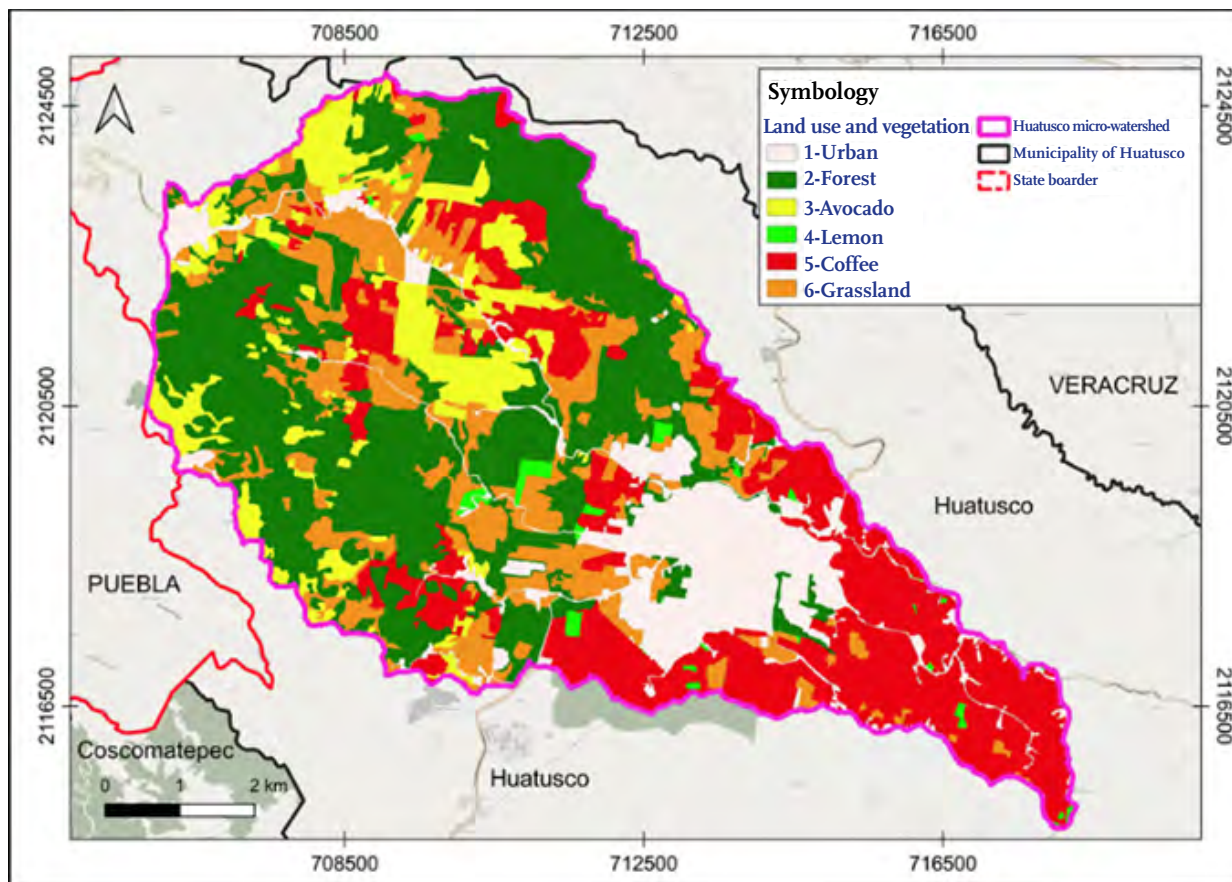 708500 712500 716500
2124500 2124500
Symbology
Land use and vegetation
1-Urban
2-Forest
3-Avocado
4-Lemon
5-Coffee
6-Grassland
Huatusco micro-watershed
Municipality of Huatusco
State boarder
2120500 2120500
VERACRUZ
Huatusco
PUEBLA
2116500 2116500
Coscomatepec
Huatusco
0 1 2 km
708500 712500 716500